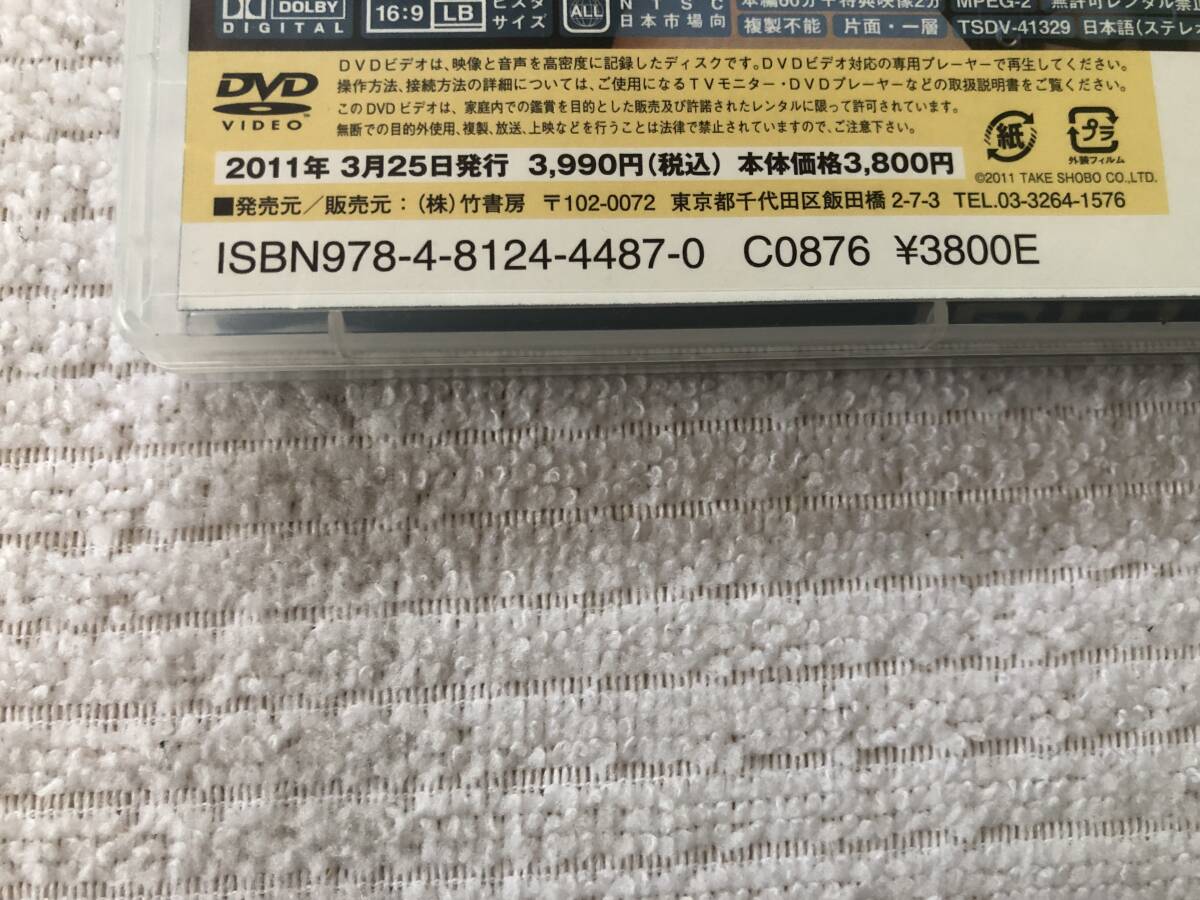 DOLBY
DIGITAL
16:9 LB
サイズ
ALL
NTSC
日本市場向
複製不能
片面・一層
MPEG-2
TSDV-41329 日本語(ステレオ
DVD
VIDEO
DVDビデオは、映像と音声を高密度に記録したディスクです。DVDビデオ対応の専用プレーヤーで再生してください。
操作方法、接続方法の詳細については、ご使用になるTVモニター・DVDプレーヤーなどの取扱説明書をご覧ください。
このDVDビデオは、家庭内での鑑賞を目的とした販売及び許諾されたレンタルに限って許可されています。
無断での目的外使用、複製、放送、上映などを行うことは法律で禁止されていますので、ご注意下さい。
紙
プラ
外装フィルム
2011年 3月25日発行 3,990円(税込) 本体価格3,800円
©2011 TAKE SHOBO CO.,LTD.
■発売元/販売元:(株)竹書房 〒102-0072 東京都千代田区飯田橋 2-7-3 TEL.03-3264-1576
ISBN978-4-8124-4487-0 C0876 ¥3800E